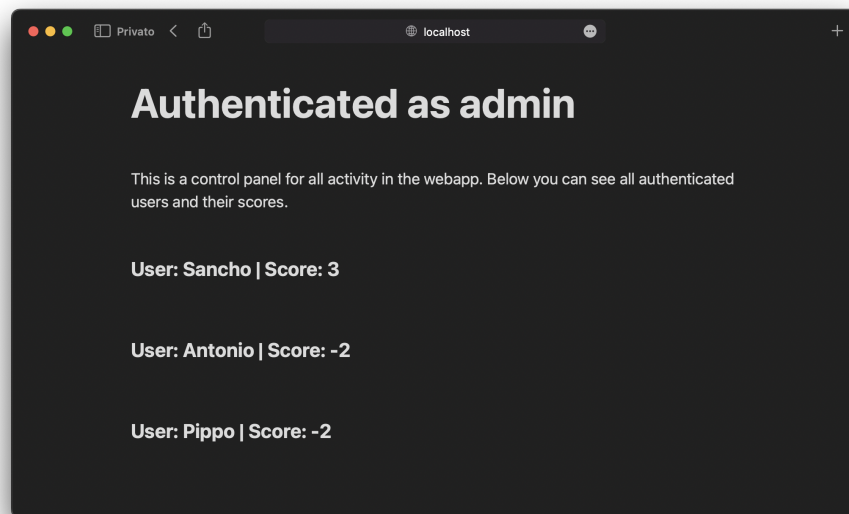 Privato
localhost
Authenticated as admin
This is a control panel for all activity in the webapp. Below you can see all authenticated
users and their scores.
User: Sancho | Score: 3
User: Antonio | Score: -2
User: Pippo | Score: -2